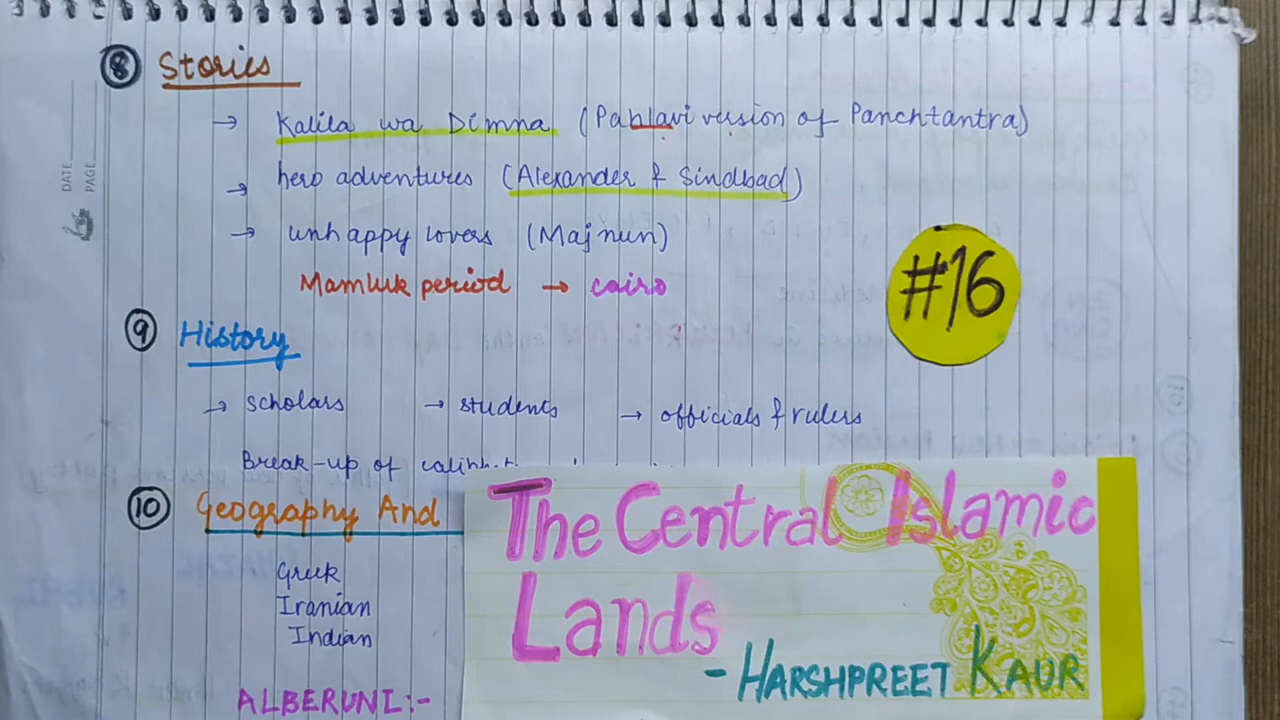 8 Stories
→ Kalila wa Dimna (Pahlavi version of Panchtantra)
→ hero adventures (Alexander & Sindbad)
→ unhappy lovers (Majnun)
Mamluk period → cairo
#16
9 History
→ scholars → students → officials & rulers
Break-up of
10 Geography And
Greek
Iranian
Indian
ALBERUNI:-
The Central Islamic
Lands
- HARSHPREET KAUR
DATE
PAGE